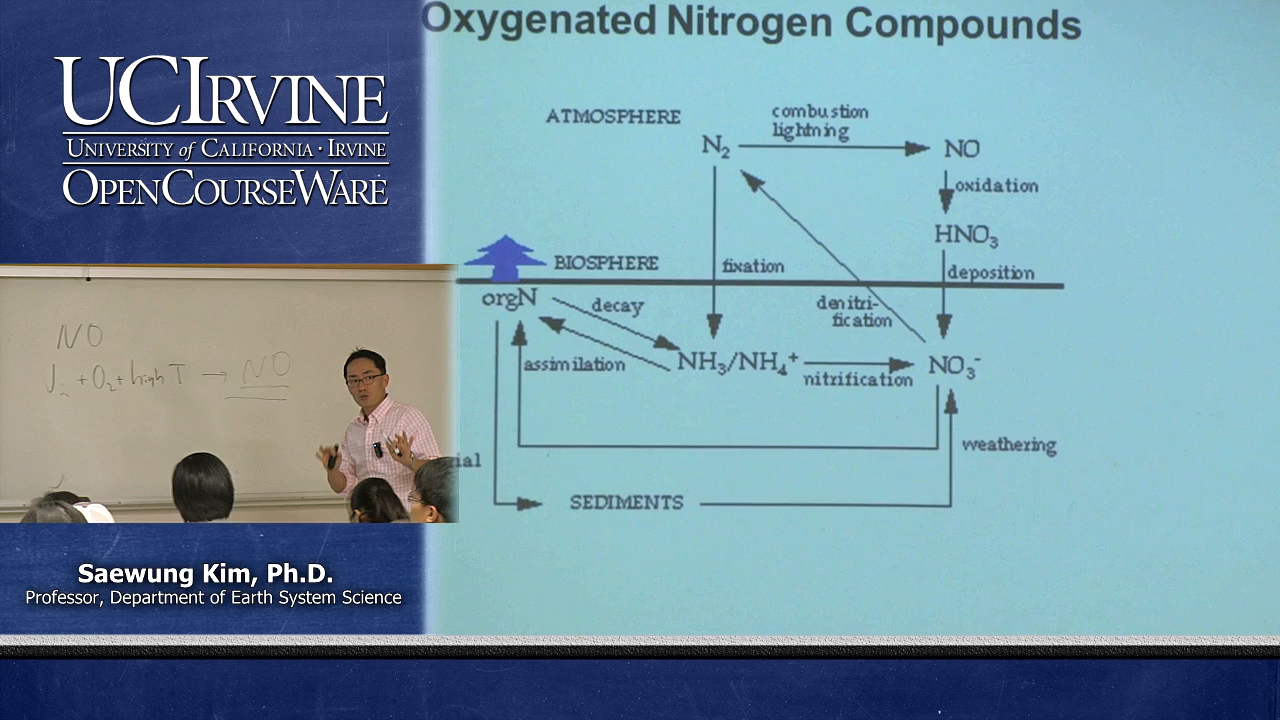 UCIRVINE
UNIVERSITY of CALIFORNIA · IRVINE
OPENCOURSEWARE
NO
+ O2 + high T → NO
Saewung Kim, Ph.D.
Professor, Department of Earth System Science
Oxygenated Nitrogen Compounds
ATMOSPHERE
combustion
lightning
N2
NO
oxidation
HNO3
BIOSPHERE
fixation
deposition
orgN
decay
denitri-
fication
assimilation
NH3/NH4+
nitrification
NO3-
weathering
SEDIMENTS